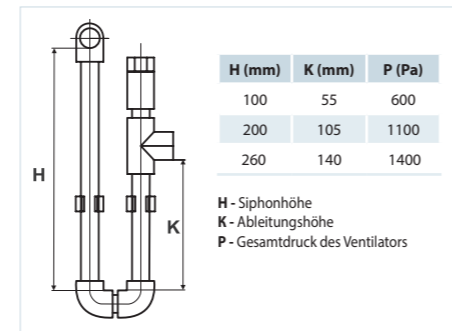 H
K
H (mm) K (mm) P (Pa)
100 55 600
200 105 1100
260 140 1400
H - Siphonhöhe
K - Ableitungshöhe
P - Gesamtdruck des Ventilators